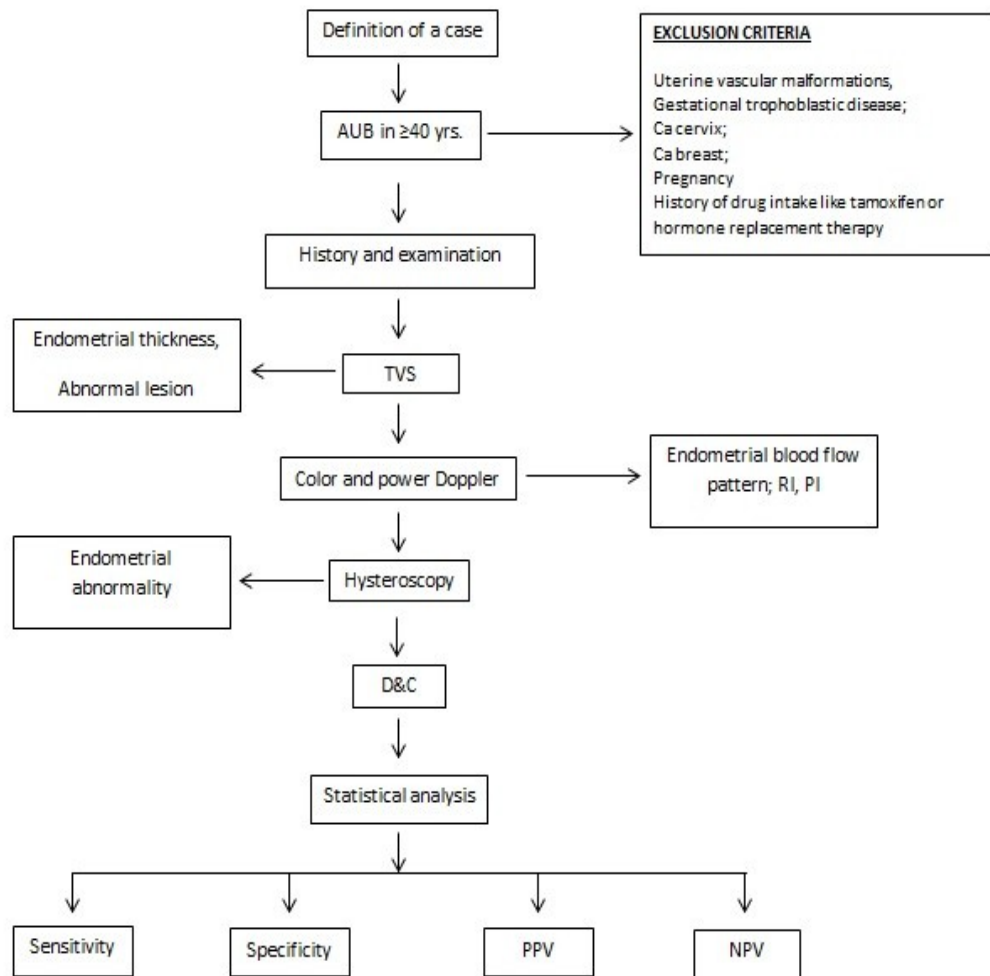 Definition of a case
EXCLUSION CRITERIA
Uterine vascular malformations,
Gestational trophoblastic disease;
Ca cervix;
Ca breast;
Pregnancy
History of drug intake like tamoxifen or
hormone replacement therapy
AUB in ≥40 yrs.
History and examination
Endometrial thickness,
Abnormal lesion
TVS
Color and power Doppler
Endometrial blood flow
pattern; RI, PI
Endometrial
abnormality
Hysteroscopy
D&C
Statistical analysis
Sensitivity
Specificity
PPV
NPV